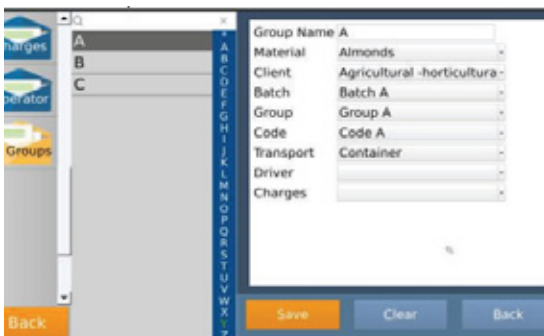 harges
perator
Groups
Back
A
B
C
*
A
B
C
D
E
F
G
H
I
J
K
L
M
N
O
P
Q
R
S
T
U
V
W
X
Y
Z
Group Name A
Material Almonds
Client Agricultural -horticultura
Batch Batch A
Group Group A
Code Code A
Transport Container
Driver
Charges
Save Clear Back